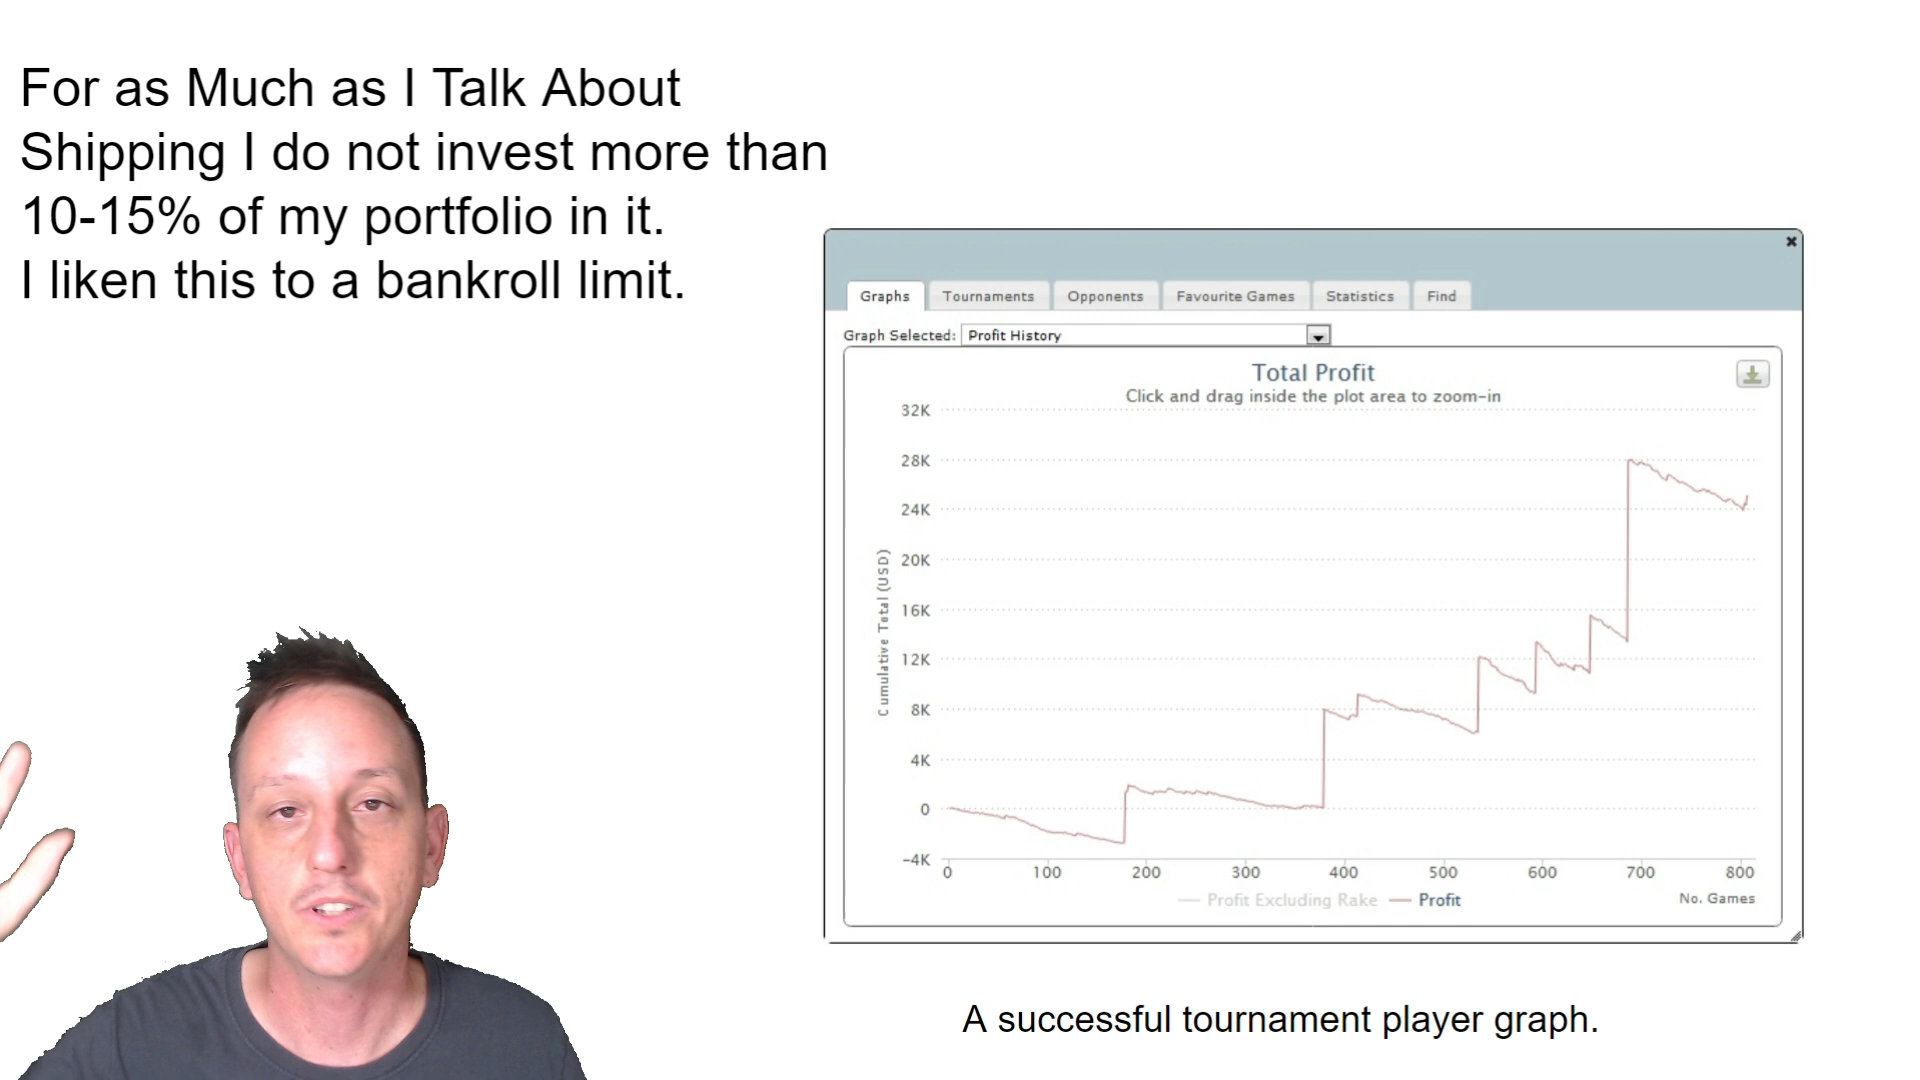 For as Much as I Talk About
Shipping I do not invest more than
10-15% of my portfolio in it.
I liken this to a bankroll limit.
Graphs Tournaments Opponents Favourite Games Statistics Find
Graph Selected: Profit History
Total Profit
Click and drag inside the plot area to zoom-in
32K
28K
24K
20K
16K
12K
8K
4K
0
-4K
Cumulative Total (USD)
0 100 200 300 400 500 600 700 800
Profit Excluding Rake Profit
No. Games
A successful tournament player graph.